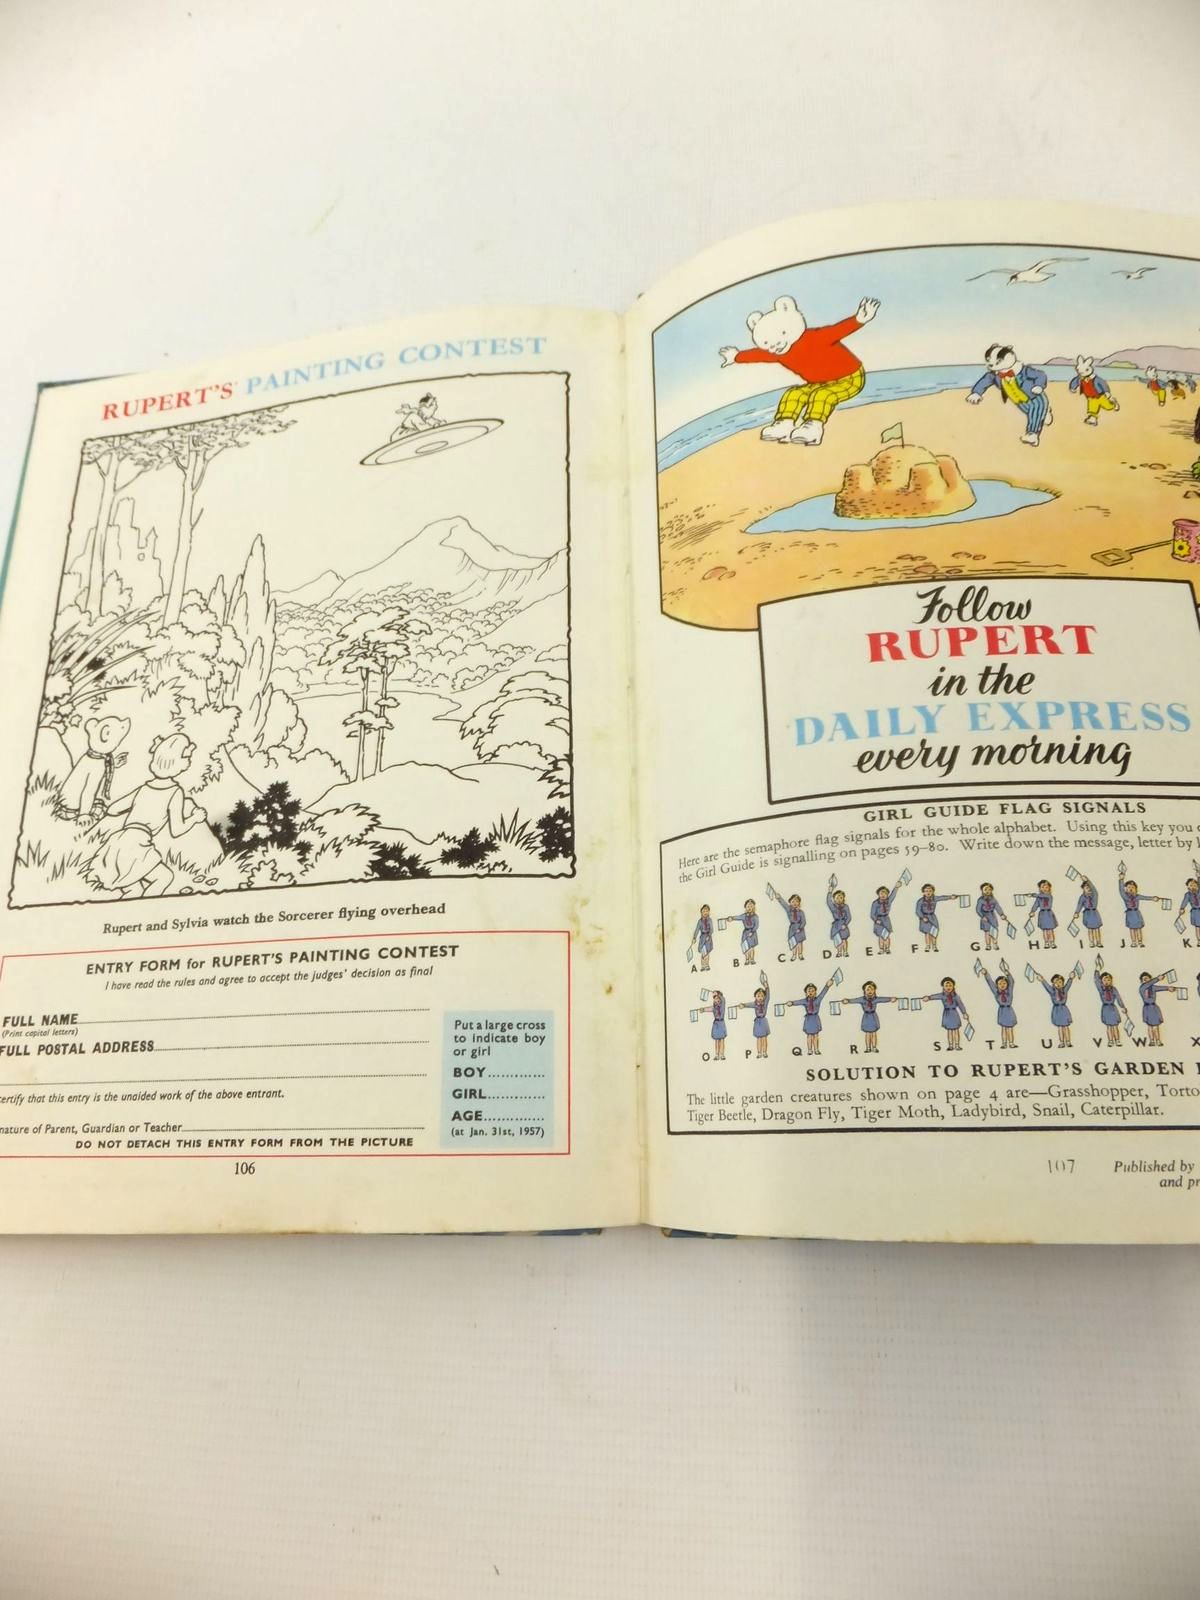 RUPERT'S PAINTING CONTEST
Rupert and Sylvia watch the Sorcerer flying overhead
ENTRY FORM for RUPERT'S PAINTING CONTEST
I have read the rules and agree to accept the judges' decision as final
FULL NAME
(Print capital letters)
FULL POSTAL ADDRESS
certify that this entry is the unaided work of the above entrant.
nature of Parent, Guardian or Teacher
DO NOT DETACH THIS ENTRY FORM FROM THE PICTURE
Put a large cross
to indicate boy
or girl
BOY
GIRL
AGE
(at Jan. 31st, 1957)
106
Follow
RUPERT
in the
DAILY EXPRESS
every morning
GIRL GUIDE FLAG SIGNALS
Here are the semaphore flag signals for the whole alphabet. Using this key you
the Girl Guide is signalling on pages 59-80. Write down the message, letter by
A B C D E F G H I J K
O P Q R S T U V W X
SOLUTION TO RUPERT'S GARDEN
The little garden creatures shown on page 4 are—Grasshopper, Torto
Tiger Beetle, Dragon Fly, Tiger Moth, Ladybird, Snail, Caterpillar.
107
Published by
and pr